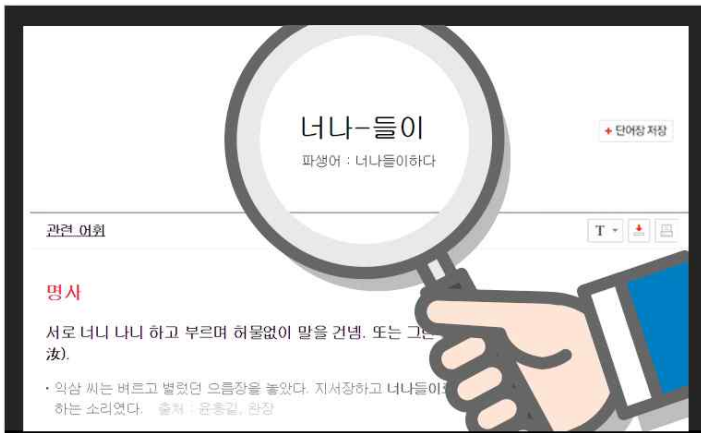 너나-들이
파생어 : 너나들이하다
+ 단어장 저장
관련 어휘
T
명사
서로 너니 나니 하고 부르며 허물없이 말을 건넴. 또는 그런
汝).
· 익삼 씨는 벼르고 별렀던 으름장을 놓았다. 지서장하고 너나들이로
하는 소리였다. 출처 : 윤흥길, 완장